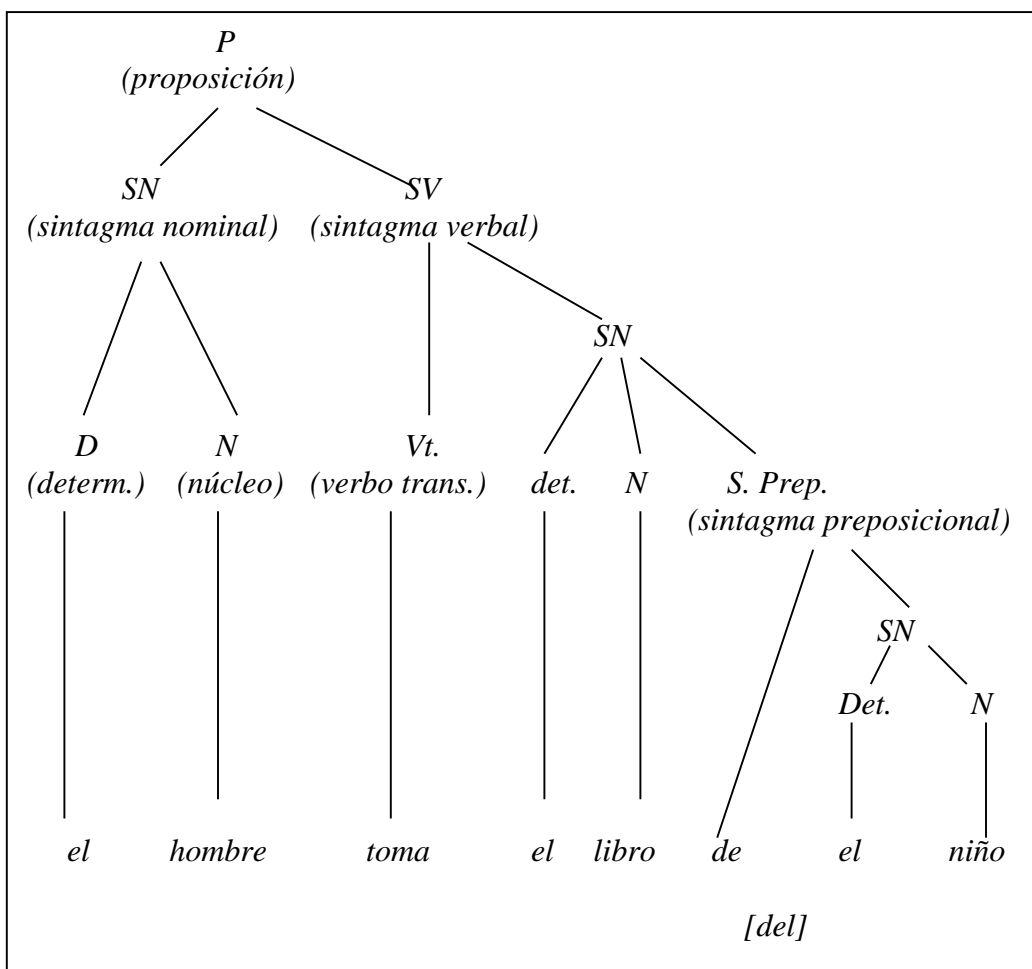 P
(proposición)
SN SV
(sintagma nominal) (sintagma verbal)
SN
D N Vt. det. N S. Prep.
(determ.) (núcleo) (verbo trans.) (sintagma preposicional)
SN
Det. N
el hombre toma el libro de el niño
[del]